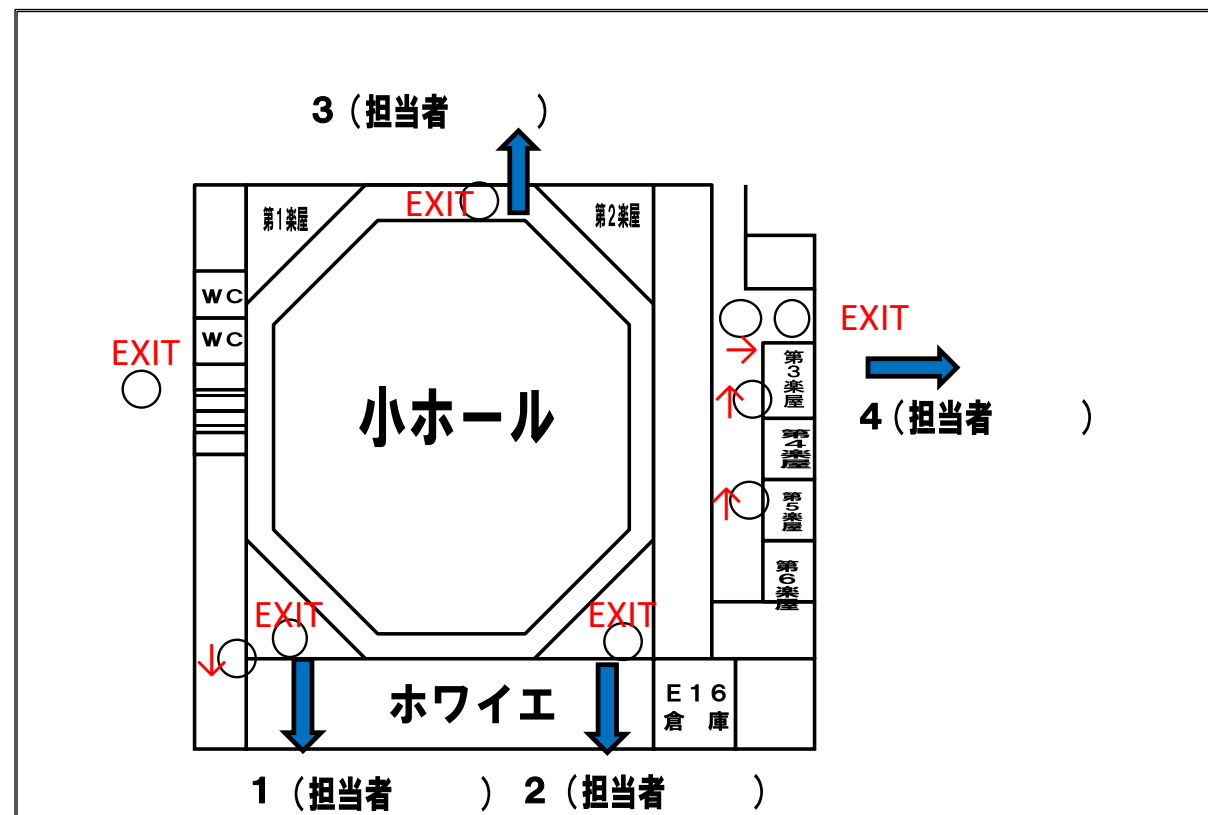 3（担当者　　　）
EXIT
第1楽屋
第2楽屋
WC
WC
EXIT
EXIT
→
第3楽屋
↑
小ホール
4（担当者　　　）
第4楽屋
↑
第5楽屋
第6楽屋
EXIT
EXIT
↓
ホワイエ
E16
倉庫
1（担当者　　　）
2（担当者　　　）